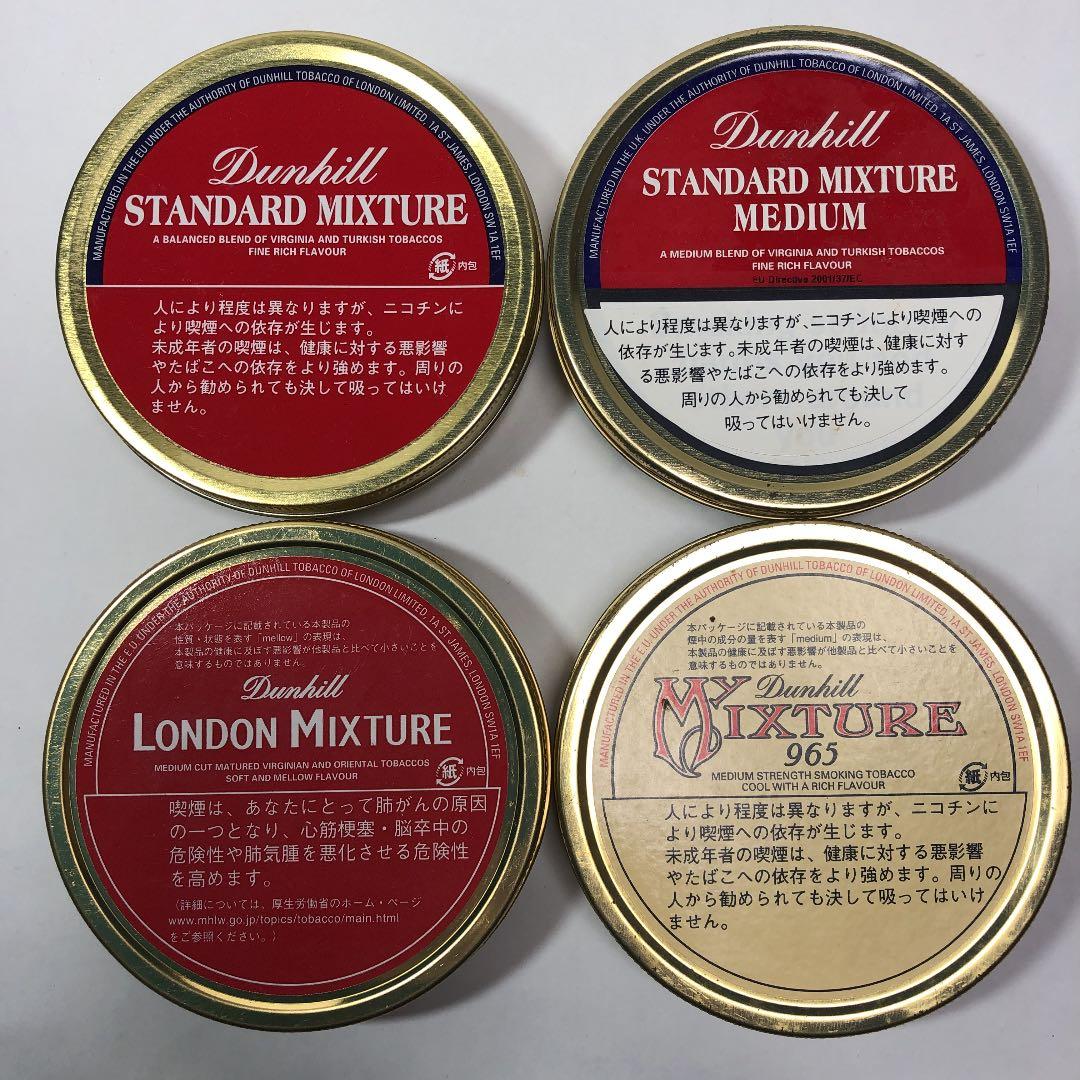 MANUFACTURED IN THE EU UNDER THE AUTHORITY OF DUNHILL TOBACCO OF LONDON LIMITED, 1A ST JAMES, LONDON SW1A 1EF
Dunhill
STANDARD MIXTURE
A BALANCED BLEND OF VIRGINIA AND TURKISH TOBACCOS
FINE RICH FLAVOUR
紙 内包
人により程度は異なりますが、ニコチンに
より喫煙への依存が生じます。
未成年者の喫煙は、健康に対する悪影響
やたばこへの依存をより強めます。周りの
人から勧められても決して吸ってはいけ
ません。
MANUFACTURED IN THE U.K. UNDER THE AUTHORITY OF DUNHILL TOBACCO OF LONDON LIMITED, 1A ST JAMES, LONDON SW1A 1EF
Dunhill
STANDARD MIXTURE
MEDIUM
A MEDIUM BLEND OF VIRGINIA AND TURKISH TOBACCOS
FINE RICH FLAVOUR
EU Directive 2001/37/EC
人により程度は異なりますが、ニコチンにより喫煙への
依存が生じます。未成年者の喫煙は、健康に対す
る悪影響やたばこへの依存をより強めます。
周りの人から勧められても決して
吸ってはいけません。
MANUFACTURED IN THE E.U UNDER THE AUTHORITY OF DUNHILL TOBACCO OF LONDON LIMITED, 1A ST JAMES, LONDON SW1A 1EF
本パッケージに記載されている本製品の
性質・状態を表す「mellow」の表現は、
本製品の健康に及ぼす悪影響が他製品と比べて小さいことを
意味するものではありません。
Dunhill
LONDON MIXTURE
MEDIUM CUT MATURED VIRGINIAN AND ORIENTAL TOBACCOS
SOFT AND MELLOW FLAVOUR
紙 内包
喫煙は、あなたにとって肺がんの原因
の一つとなり、心筋梗塞・脳卒中の
危険性や肺気腫を悪化させる危険性
を高めます。
(詳細については、厚生労働省のホーム・ページ
www.mhlw.go.jp/topics/tobacco/main.html
をご参照ください。)
MANUFACTURED IN THE E.U UNDER THE AUTHORITY OF DUNHILL TOBACCO OF LONDON LIMITED, 1A ST JAMES, LONDON SW1A 1EF
本パッケージに記載されている本製品の
煙中の成分の量を表す「medium」の表現は、
本製品の健康に及ぼす悪影響が他製品と比べて小さいことを
意味するものではありません。
MY Dunhill
MIXTURE
965
MEDIUM STRENGTH SMOKING TOBACCO
COOL WITH A RICH FLAVOUR
紙 内包
人により程度は異なりますが、ニコチンに
より喫煙への依存が生じます。
未成年者の喫煙は、健康に対する悪影響
やたばこへの依存をより強めます。周りの
人から勧められても決して吸ってはいけ
ません。